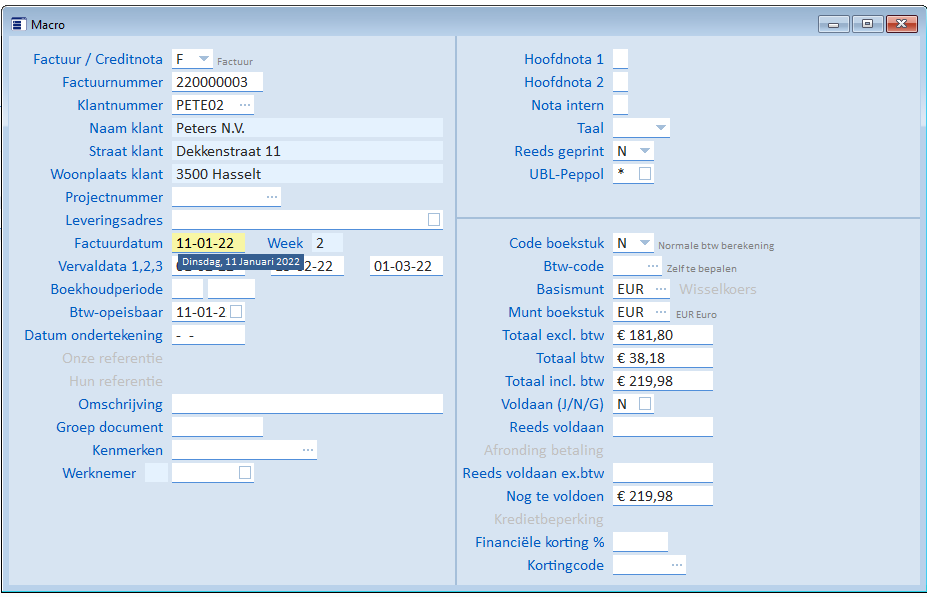 Macro
Factuur / Creditnota F Factuur
Factuurnummer 220000003
Klantnummer PETE02 ...
Naam klant Peters N.V.
Straat klant Dekkenstraat 11
Woonplaats klant 3500 Hasselt
Projectnummer ...
Leveringsadres
Factuurdatum 11-01-22 Week 2
Dinsdag, 11 Januari 2022
Vervaldata 1,2,3 01-03-22
Boekhoudperiode
Btw-opeisbaar 11-01-2
Datum ondertekening - -
Onze referentie
Hun referentie
Omschrijving
Groep document
Kenmerken ...
Werknemer
Hoofdnota 1
Hoofdnota 2
Nota intern
Taal
Reeds geprint N
UBL-Peppol *
Code boekstuk N Normale btw berekening
Btw-code ... Zelf te bepalen
Basismunt EUR ... Wisselkoers
Munt boekstuk EUR ... EUR Euro
Totaal excl. btw € 181,80
Totaal btw € 38,18
Totaal incl. btw € 219,98
Voldaan (J/N/G) N
Reeds voldaan
Afronding betaling
Reeds voldaan ex.btw
Nog te voldoen € 219,98
Kredietbeperking
Financiële korting %
Kortingcode ...